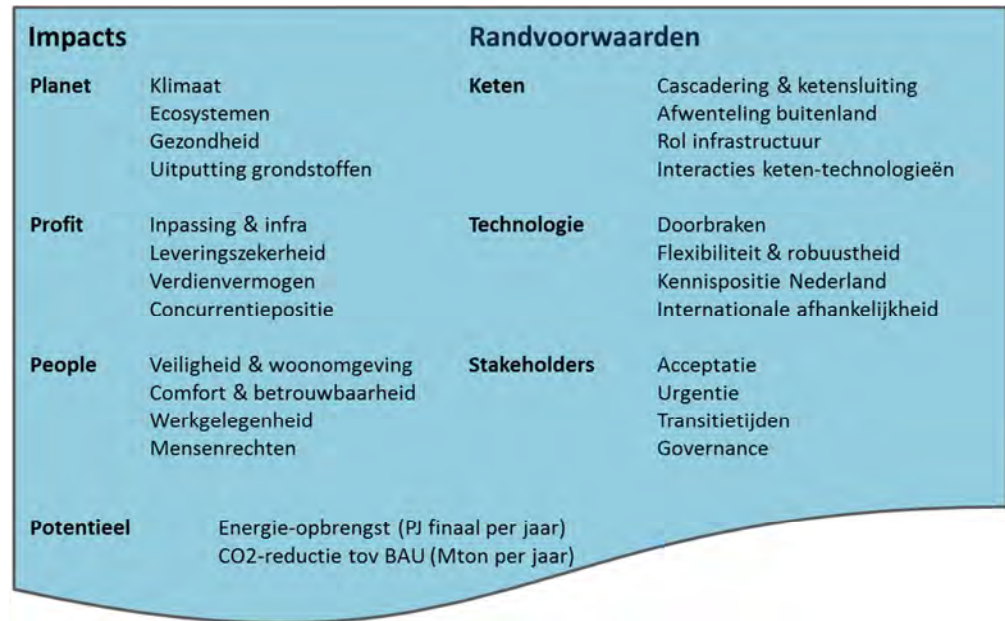 Impacts
Planet Klimaat
Ecosystemen
Gezondheid
Uitputting grondstoffen
Profit Inpassing & infra
Leveringszekerheid
Verdienvermogen
Concurrentiepositie
People Veiligheid & woonomgeving
Comfort & betrouwbaarheid
Werkgelegenheid
Mensenrechten
Randvoorwaarden
Keten Cascadering & ketensluiting
Afwenteling buitenland
Rol infrastructuur
Interacties keten-technologieën
Technologie Doorbraken
Flexibiliteit & robuustheid
Kennispositie Nederland
Internationale afhankelijkheid
Stakeholders Acceptatie
Urgentie
Transitietijden
Governance
Potentieel Energie-opbrengst (PJ finaal per jaar)
CO2-reductie tov BAU (Mton per jaar)